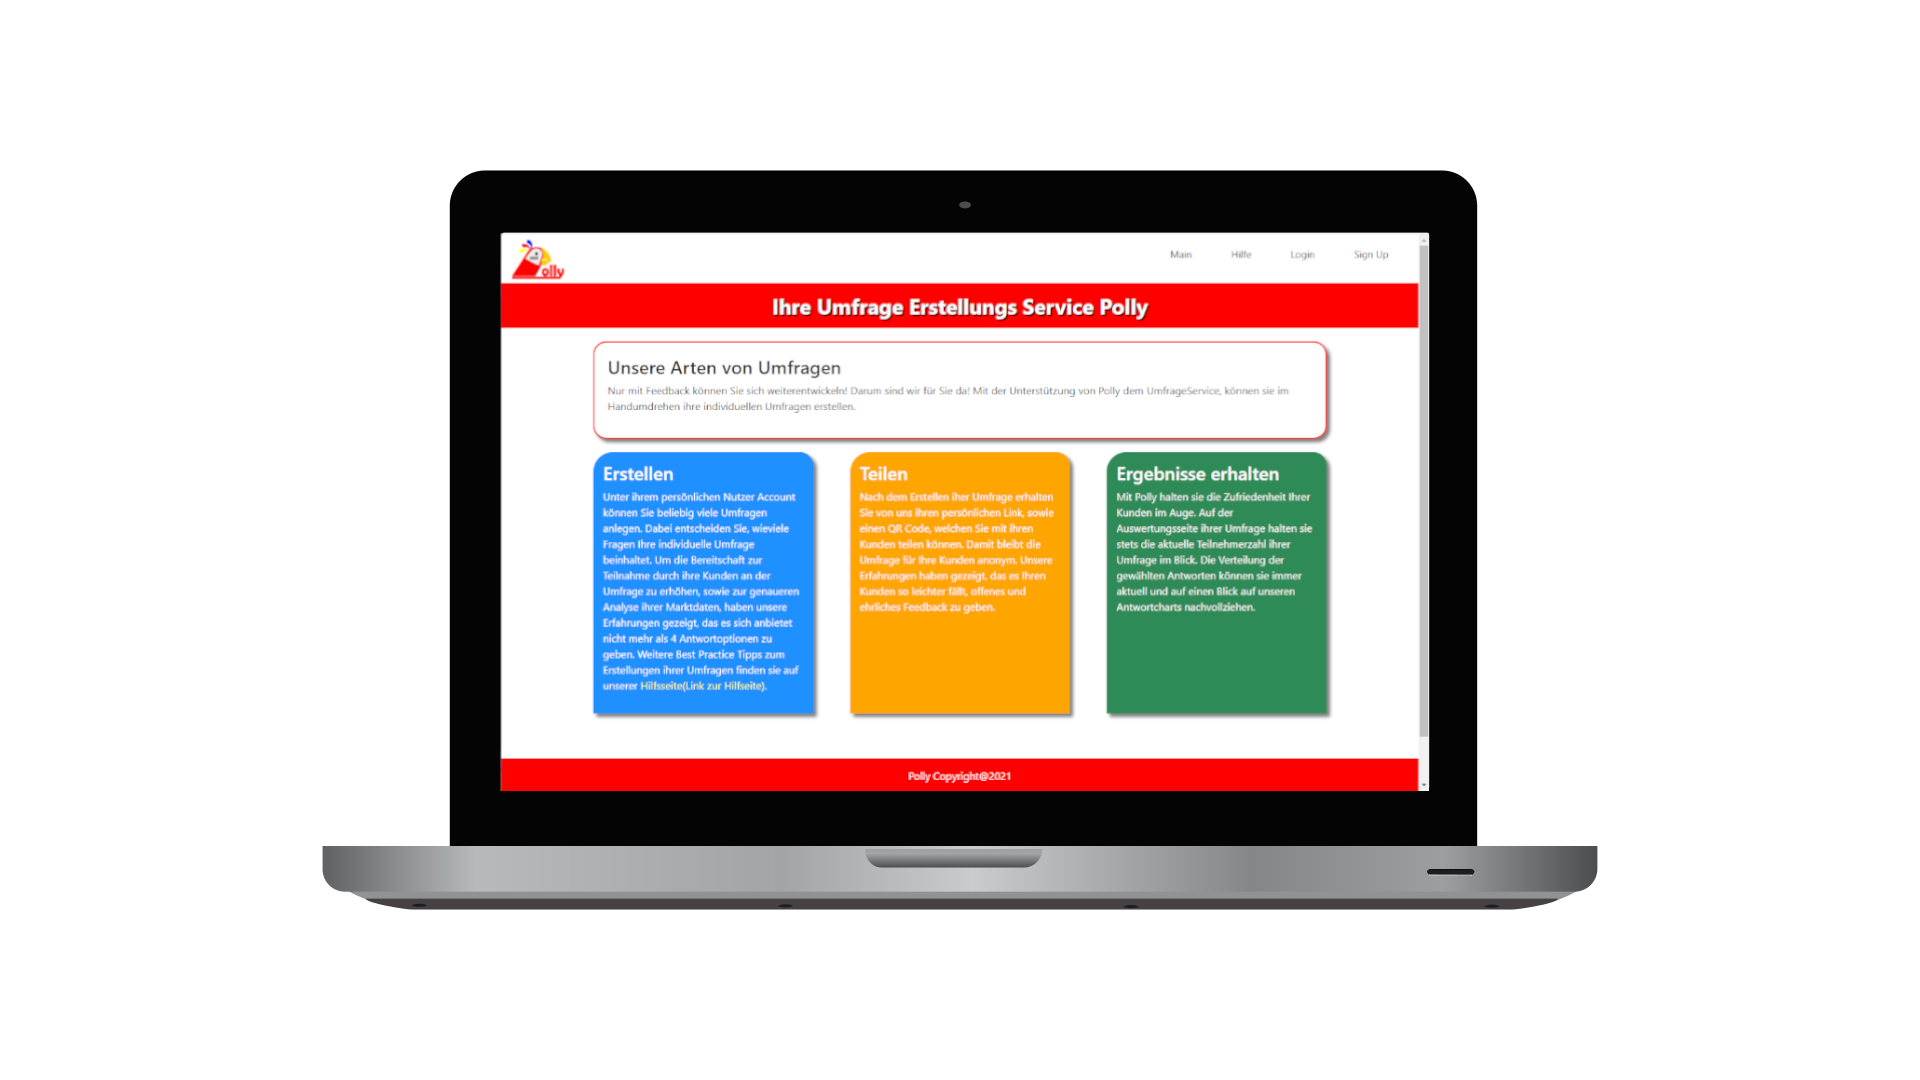 olly
Main
Hilfe
Login
Sign Up
Ihre Umfrage Erstellungs Service Polly
Unsere Arten von Umfragen
Nur mit Feedback können Sie sich weiterentwickeln! Darum sind wir für Sie da! Mit der Unterstützung von Polly dem UmfrageService, können sie im
Handumdrehen ihre individuellen Umfragen erstellen.
Erstellen
Unter ihrem persönlichen Nutzer Account
können Sie beliebig viele Umfragen
anlegen. Dabei entscheiden Sie, wieviele
Fragen Ihre individuelle Umfrage
beinhaltet. Um die Bereitschaft zur
Teilnahme durch ihre Kunden an der
Umfrage zu erhöhen, sowie zur genaueren
Analyse ihrer Marktdaten, haben unsere
Erfahrungen gezeigt, das es sich anbietet
nicht mehr als 4 Antwortoptionen zu
geben. Weitere Best Practice Tipps zum
Erstellungen ihrer Umfragen finden sie auf
unserer Hilfsseite(Link zur Hilfseite).
Teilen
Nach dem Erstellen iher Umfrage erhalten
Sie von uns ihren persönlichen Link, sowie
einen QR Code, welchen Sie mit ihren
Kunden teilen können. Damit bleibt die
Umfrage für Ihre Kunden anonym. Unsere
Erfahrungen haben gezeigt, das es Ihren
Kunden so leichter fällt, offenes und
ehrliches Feedback zu geben.
Ergebnisse erhalten
Mit Polly halten sie die Zufriedenheit Ihrer
Kunden im Auge. Auf der
Auswertungsseite ihrer Umfrage halten sie
stets die aktuelle Teilnehmerzahl ihrer
Umfrage im Blick. Die Verteilung der
gewählten Antworten können sie immer
aktuell und auf einen Blick auf unseren
Antwortcharts nachvollziehen.
Polly Copyright@2021